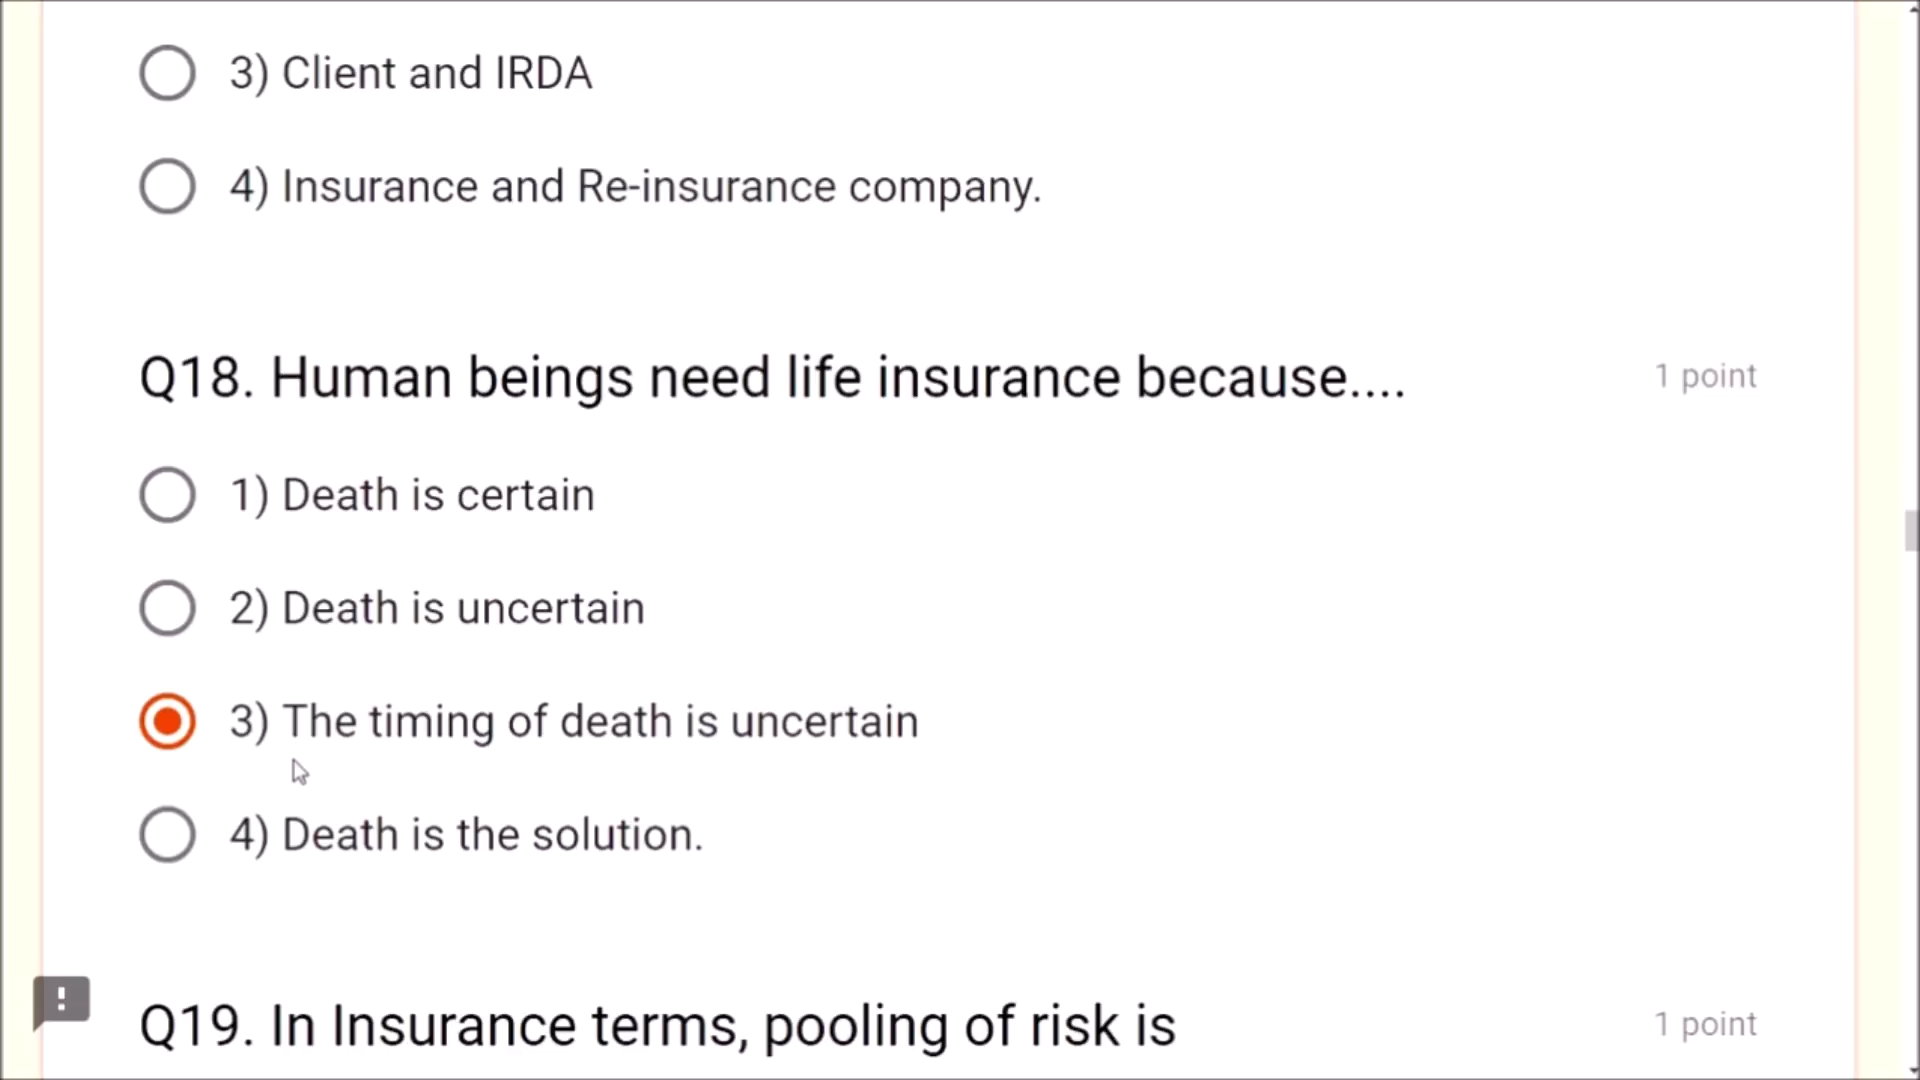 3) Client and IRDA
4) Insurance and Re-insurance company.
Q18. Human beings need life insurance because....
1 point
1) Death is certain
2) Death is uncertain
3) The timing of death is uncertain
4) Death is the solution.
Q19. In Insurance terms, pooling of risk is
1 point